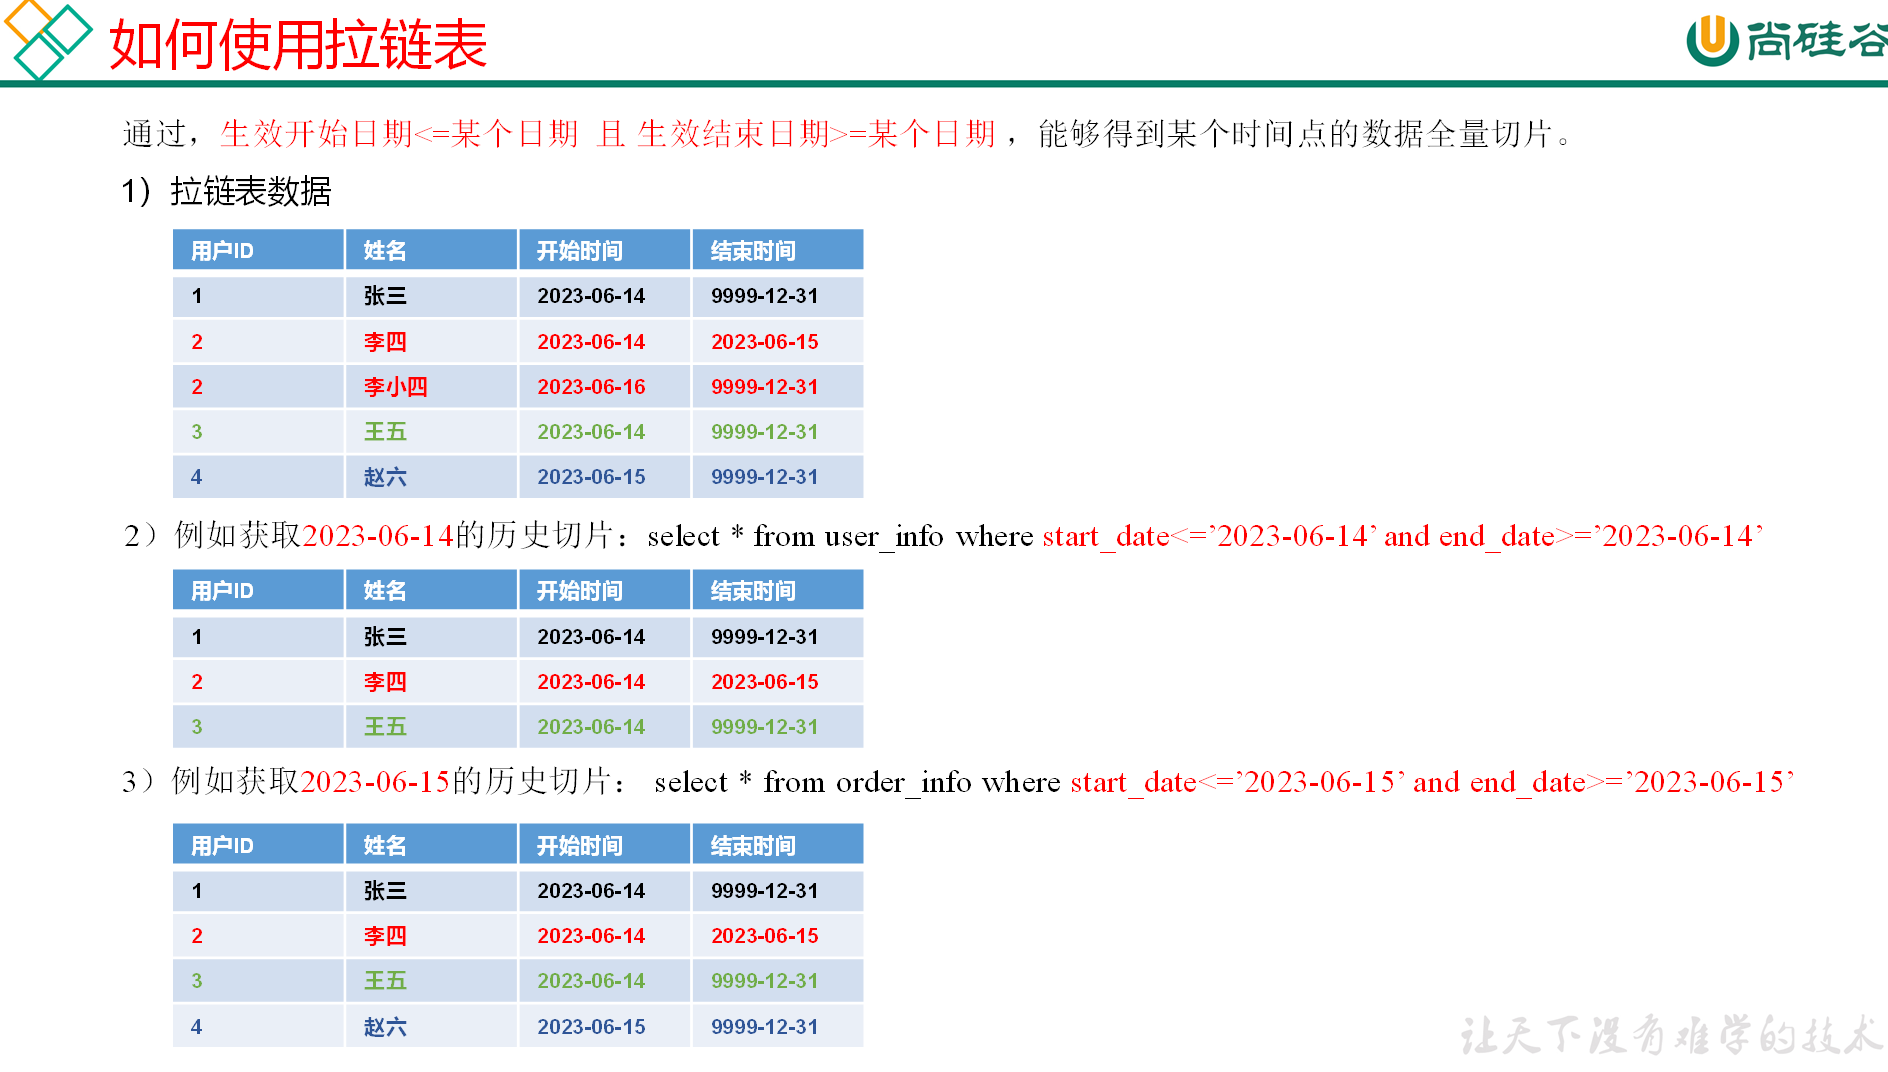 如何使用拉链表
尚硅谷
通过，生效开始日期<=某个日期 且 生效结束日期>=某个日期 ，能够得到某个时间点的数据全量切片。
1）拉链表数据
用户ID 姓名 开始时间 结束时间
1 张三 2023-06-14 9999-12-31
2 李四 2023-06-14 2023-06-15
2 李小四 2023-06-16 9999-12-31
3 王五 2023-06-14 9999-12-31
4 赵六 2023-06-15 9999-12-31
2）例如获取2023-06-14的历史切片：select * from user_info where start_date<=’2023-06-14’ and end_date>=’2023-06-14’
用户ID 姓名 开始时间 结束时间
1 张三 2023-06-14 9999-12-31
2 李四 2023-06-14 2023-06-15
3 王五 2023-06-14 9999-12-31
3）例如获取2023-06-15的历史切片： select * from order_info where start_date<=’2023-06-15’ and end_date>=’2023-06-15’
用户ID 姓名 开始时间 结束时间
1 张三 2023-06-14 9999-12-31
2 李四 2023-06-14 2023-06-15
3 王五 2023-06-14 9999-12-31
4 赵六 2023-06-15 9999-12-31
让天下没有难学的技术